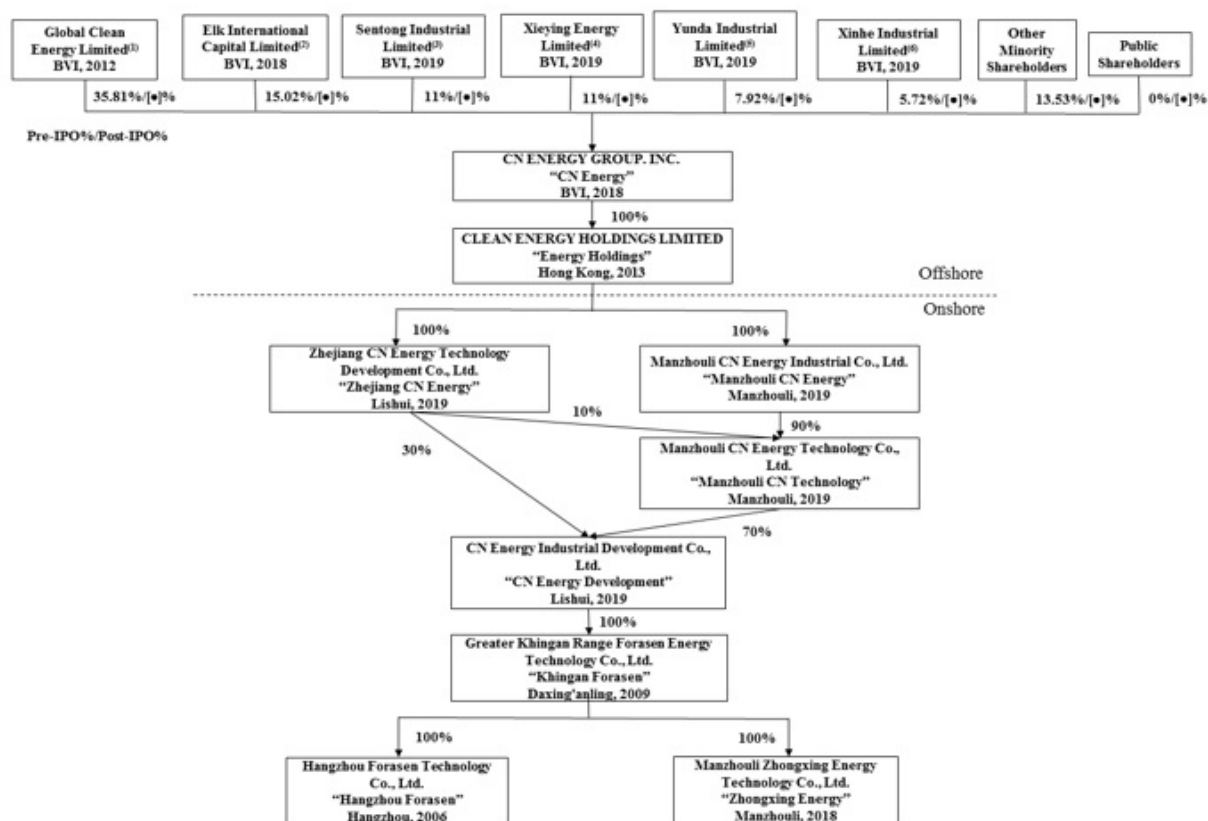 Global Clean
Energy Limited(1)
BVI, 2012
Elk International
Capital Limited(2)
BVI, 2018
Sentong Industrial
Limited(3)
BVI, 2019
Xieying Energy
Limited(4)
BVI, 2019
Yunda Industrial
Limited(5)
BVI, 2019
Xinhe Industrial
Limited(6)
BVI, 2019
Other
Minority
Shareholders
Public
Shareholders
35.81%/[●]%
15.02%/[●]%
11%/[●]%
11%/[●]%
7.92%/[●]%
5.72%/[●]%
13.53%/[●]%
0%/[●]%
Pre-IPO%/Post-IPO%
CN ENERGY GROUP. INC.
“CN Energy”
BVI, 2018
100%
CLEAN ENERGY HOLDINGS LIMITED
“Energy Holdings”
Hong Kong, 2013
Offshore
Onshore
100%
100%
Zhejiang CN Energy Technology
Development Co., Ltd.
“Zhejiang CN Energy”
Lishui, 2019
Manzhouli CN Energy Industrial Co., Ltd.
“Manzhouli CN Energy”
Manzhouli, 2019
10%
90%
30%
Manzhouli CN Energy Technology Co.,
Ltd.
“Manzhouli CN Technology”
Manzhouli, 2019
70%
CN Energy Industrial Development Co.,
Ltd.
“CN Energy Development”
Lishui, 2019
100%
Greater Khingan Range Forasen Energy
Technology Co., Ltd.
“Khingan Forasen”
Daxing'anling, 2009
100%
100%
Hangzhou Forasen Technology
Co., Ltd.
“Hangzhou Forasen”
Hangzhou, 2006
Manzhouli Zhongxing Energy
Technology Co., Ltd.
“Zhongxing Energy”
Manzhouli, 2018